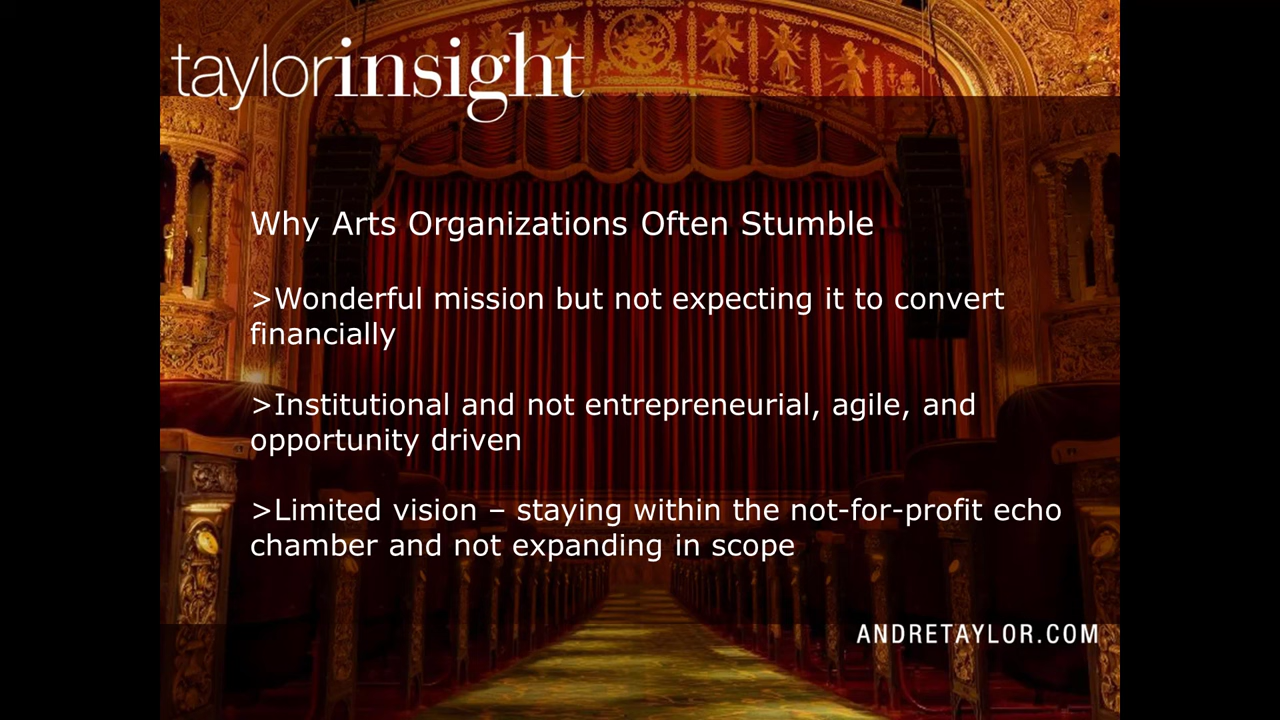 taylorinsight
Why Arts Organizations Often Stumble
>Wonderful mission but not expecting it to convert
financially
>Institutional and not entrepreneurial, agile, and
opportunity driven
>Limited vision – staying within the not-for-profit echo
chamber and not expanding in scope
ANDRETAYLOR.COM